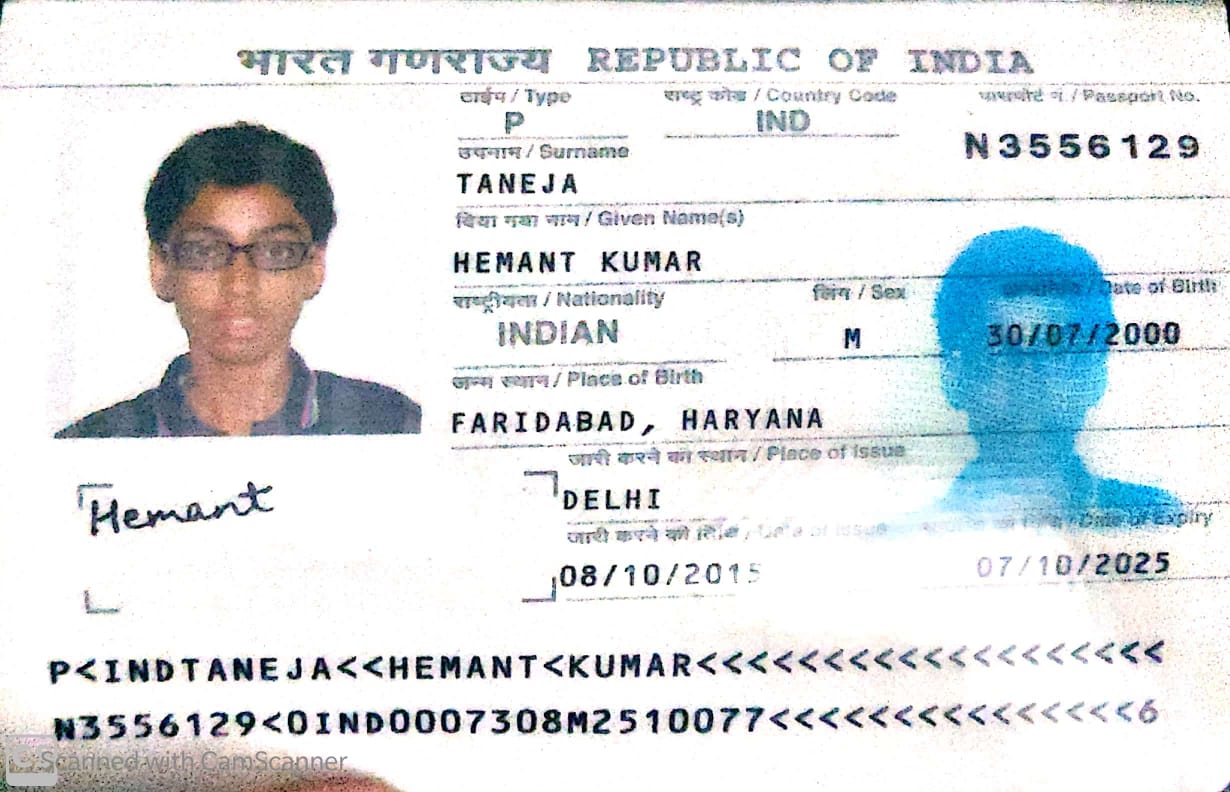 भारत गणराज्य REPUBLIC OF INDIA
टाईप / Type राष्ट्र कोड / Country Code पासपोर्ट नं. / Passport No.
P IND N3556129
उपनाम / Surname
TANEJA
दिया गया नाम / Given Name(s)
HEMANT KUMAR
राष्ट्रीयता / Nationality लिंग / Sex / Date of Birth
INDIAN M 30/07/2000
जन्म स्थान / Place of Birth
FARIDABAD, HARYANA
जारी करने का स्थान / Place of Issue
Hemant DELHI
जारी करने की तिथि / Date of Issue / Date of Expiry
08/10/2015 07/10/2025
P<INDTANEJA<<HEMANT<KUMAR<<<<<<<<<<<<<<<<<<<
N3556129<0IND0007308M2510077<<<<<<<<<<<<<<<6
Scanned with CamScanner